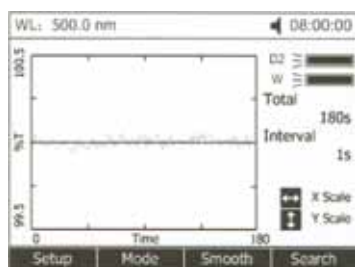 WL: 500.0 nm 08:00:00
100.5
D2
W
Total
180s
Interval
1s
%T
X Scale
Y Scale
99.5
0 Time 180
Setup Mode Smooth Search